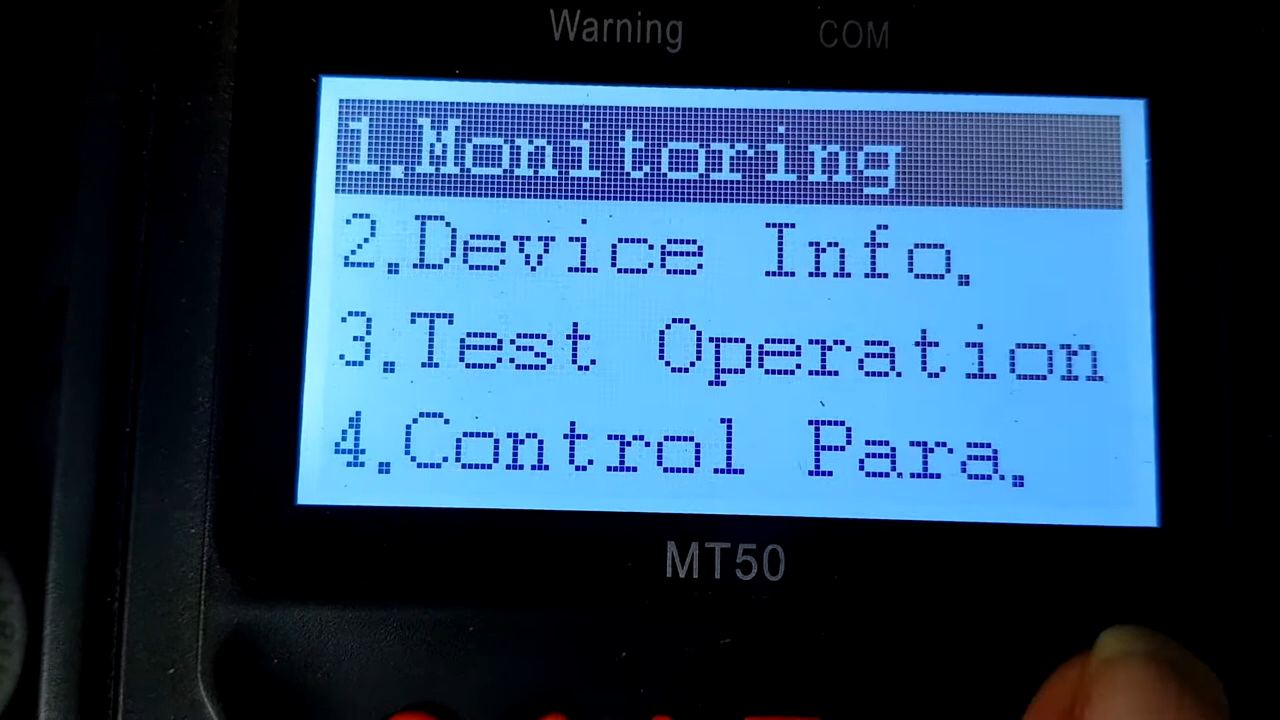 Warning COM
1.Monitoring
2.Device Info.
3.Test Operation
4.Control Para.
MT50